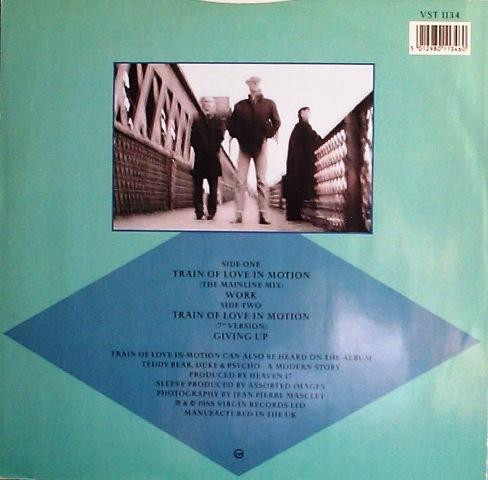 VST 1134
5 012980 113460
SIDE ONE
TRAIN OF LOVE IN MOTION
(THE MAINLINE MIX)
WORK
SIDE TWO
TRAIN OF LOVE IN MOTION
(7" VERSION)
GIVING UP
TRAIN OF LOVE IN MOTION CAN ALSO BE HEARD ON THE ALBUM
TEDDY BEAR, DUKE & PSYCHO - A MODERN STORY
PRODUCED BY HEAVEN 17
SLEEVE PRODUCED BY ASSORTED IMAGES
PHOTOGRAPHY BY JEAN PIERRE MASCLET
℗ & © 1988 VIRGIN RECORDS LTD
MANUFACTURED IN THE UK